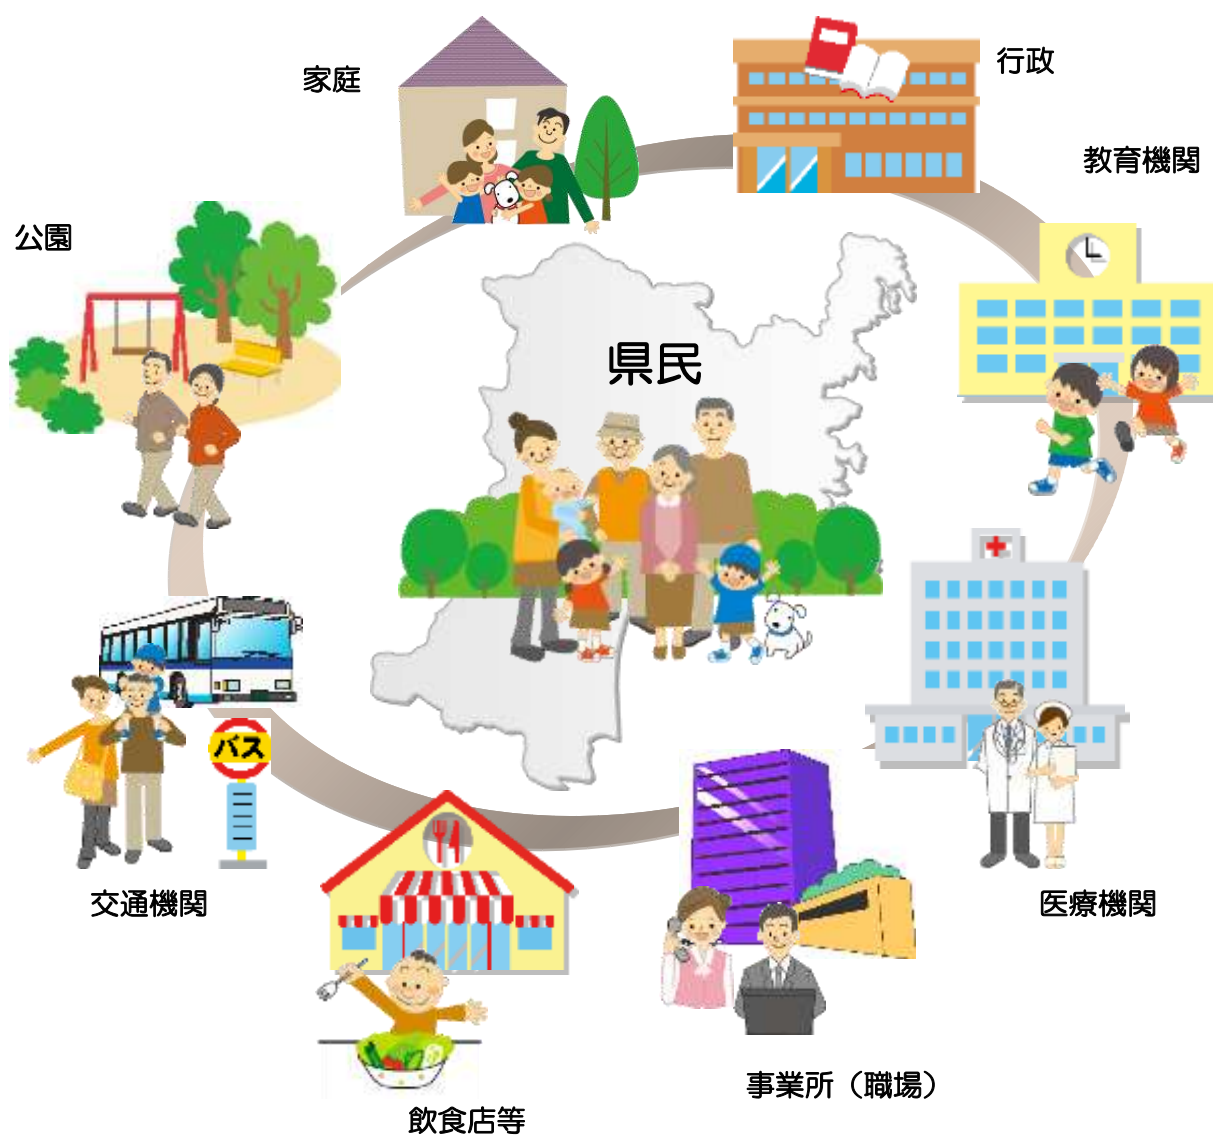 家庭
行政
教育機関
公園
県民
バス
交通機関
医療機関
事業所（職場）
飲食店等